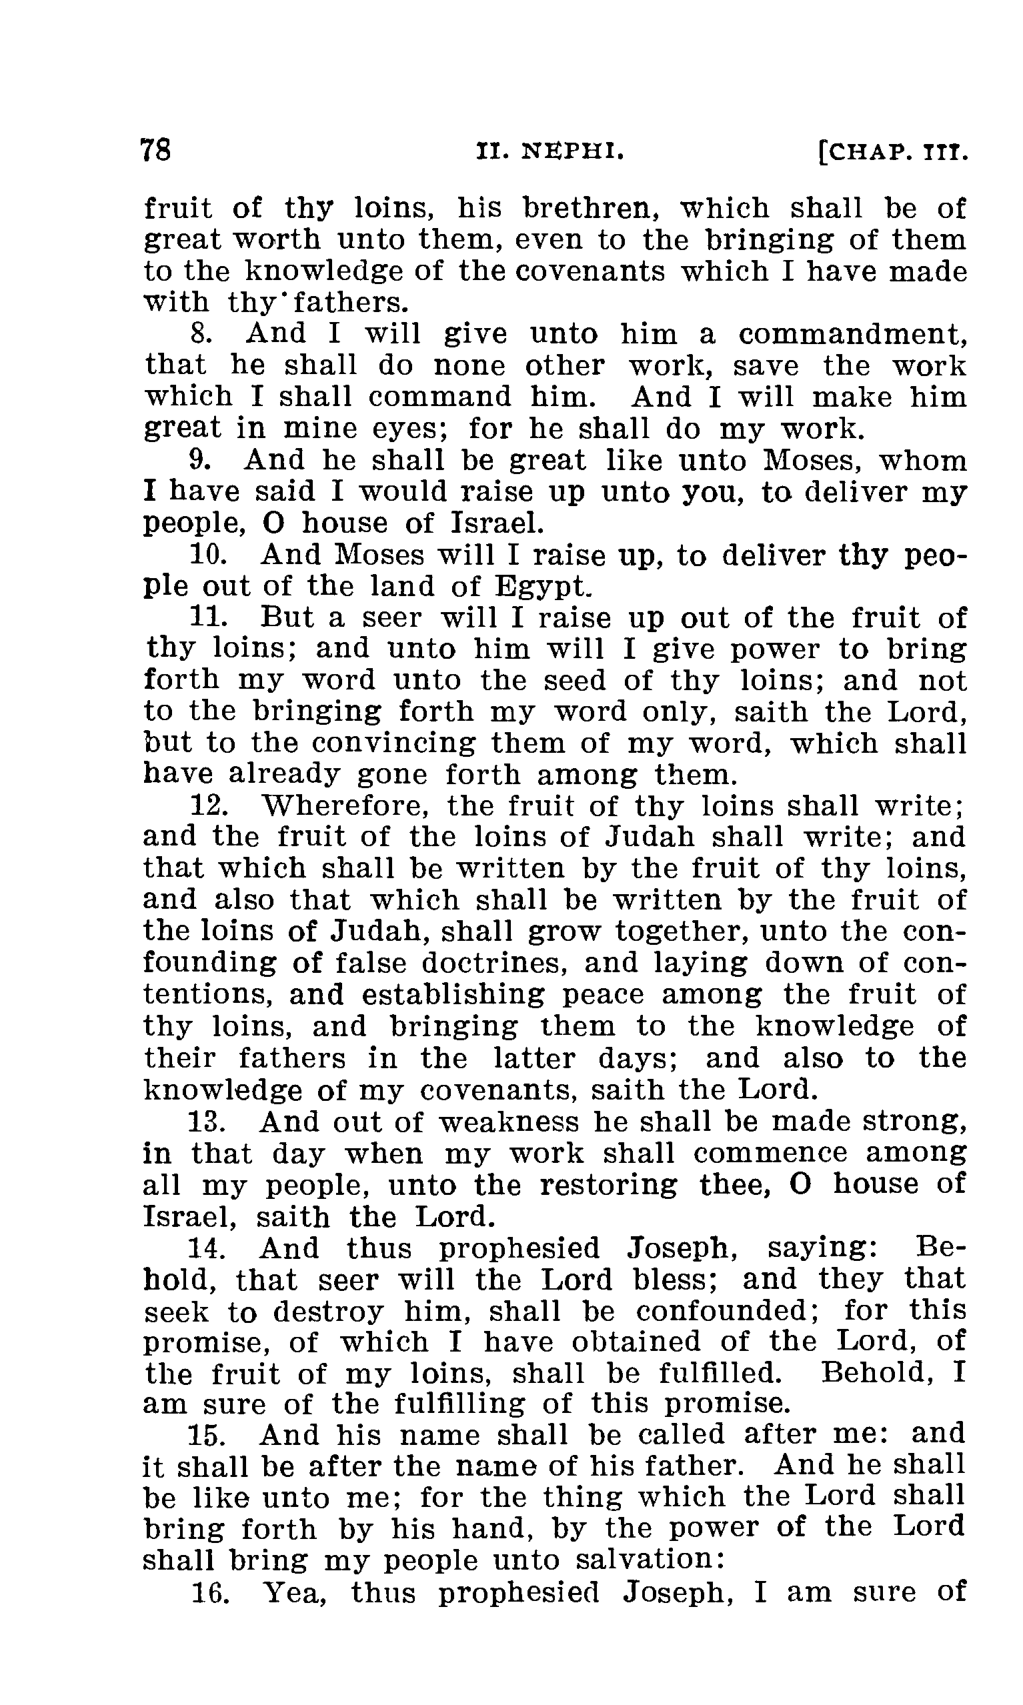 78 II. NEPHI. [CHAP. III.
fruit of thy loins, his brethren, which shall be of
great worth unto them, even to the bringing of them
to the knowledge of the covenants which I have made
with thy fathers.
8. And I will give unto him a commandment,
that he shall do none other work, save the work
which I shall command him. And I will make him
great in mine eyes; for he shall do my work.
9. And he shall be great like unto Moses, whom
I have said I would raise up unto you, to deliver my
people, O house of Israel.
10. And Moses will I raise up, to deliver thy peo-
ple out of the land of Egypt.
11. But a seer will I raise up out of the fruit of
thy loins; and unto him will I give power to bring
forth my word unto the seed of thy loins; and not
to the bringing forth my word only, saith the Lord,
but to the convincing them of my word, which shall
have already gone forth among them.
12. Wherefore, the fruit of thy loins shall write;
and the fruit of the loins of Judah shall write; and
that which shall be written by the fruit of thy loins,
and also that which shall be written by the fruit of
the loins of Judah, shall grow together, unto the con-
founding of false doctrines, and laying down of con-
tentions, and establishing peace among the fruit of
thy loins, and bringing them to the knowledge of
their fathers in the latter days; and also to the
knowledge of my covenants, saith the Lord.
13. And out of weakness he shall be made strong,
in that day when my work shall commence among
all my people, unto the restoring thee, O house of
Israel, saith the Lord.
14. And thus prophesied Joseph, saying: Be-
hold, that seer will the Lord bless; and they that
seek to destroy him, shall be confounded; for this
promise, of which I have obtained of the Lord, of
the fruit of my loins, shall be fulfilled. Behold, I
am sure of the fulfilling of this promise.
15. And his name shall be called after me: and
it shall be after the name of his father. And he shall
be like unto me; for the thing which the Lord shall
bring forth by his hand, by the power of the Lord
shall bring my people unto salvation:
16. Yea, thus prophesied Joseph, I am sure of